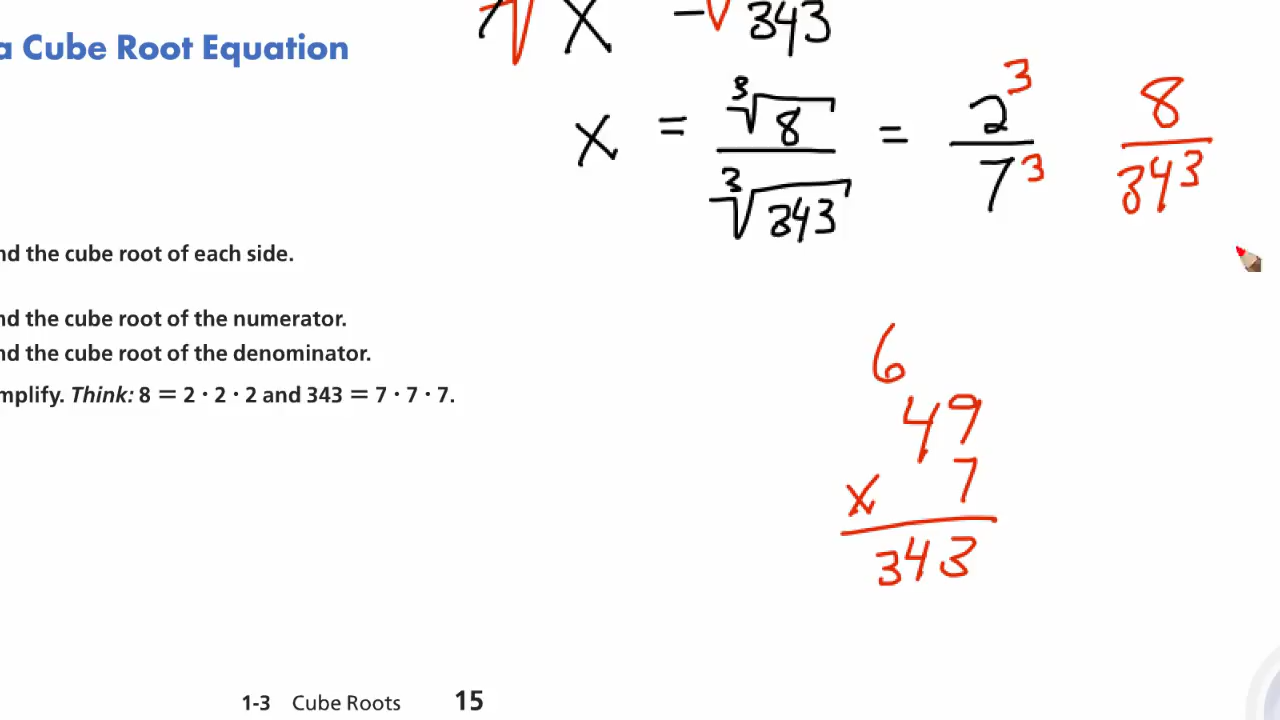 a Cube Root Equation
√x = √343
x = ∛8 / ∛343 = 2³ / 7³ 8 / 343
nd the cube root of each side.
nd the cube root of the numerator.
nd the cube root of the denominator.
mplify. Think: 8 = 2 · 2 · 2 and 343 = 7 · 7 · 7.
6
49
x 7
343
1-3 Cube Roots 15